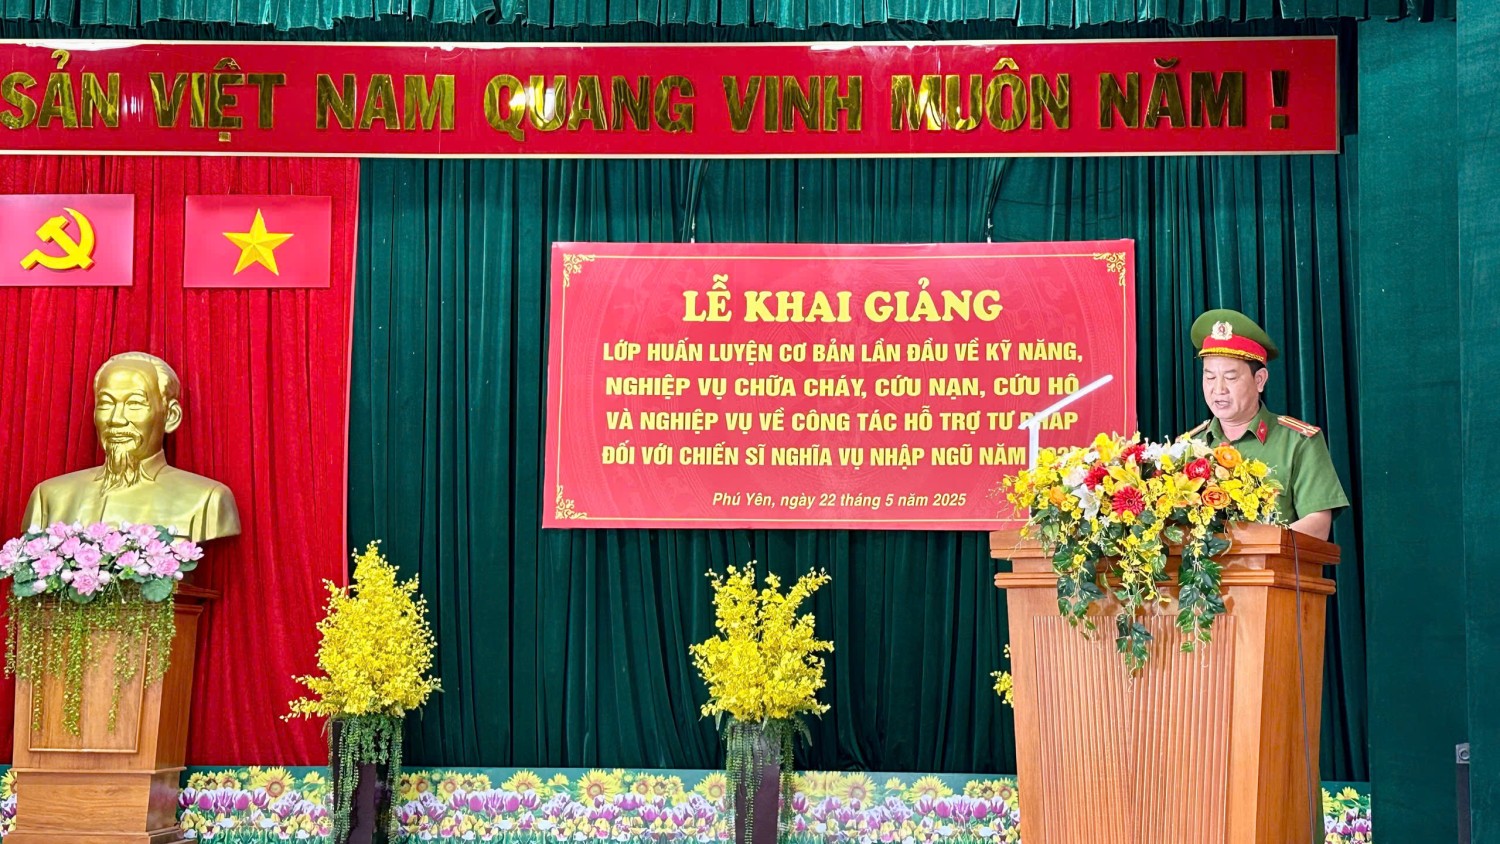 SẢN VIỆT NAM QUANG VINH MUÔN NĂM !
LỄ KHAI GIẢNG
LỚP HUẤN LUYỆN CƠ BẢN LẦN ĐẦU VỀ KỸ NĂNG,
NGHIỆP VỤ CHỮA CHÁY, CỨU NẠN, CỨU HỘ
VÀ NGHIỆP VỤ VỀ CÔNG TÁC HỖ TRỢ TƯ PHÁP
ĐỐI VỚI CHIẾN SĨ NGHĨA VỤ NHẬP NGŨ NĂM
Phú Yên, ngày 22 tháng 5 năm 2025